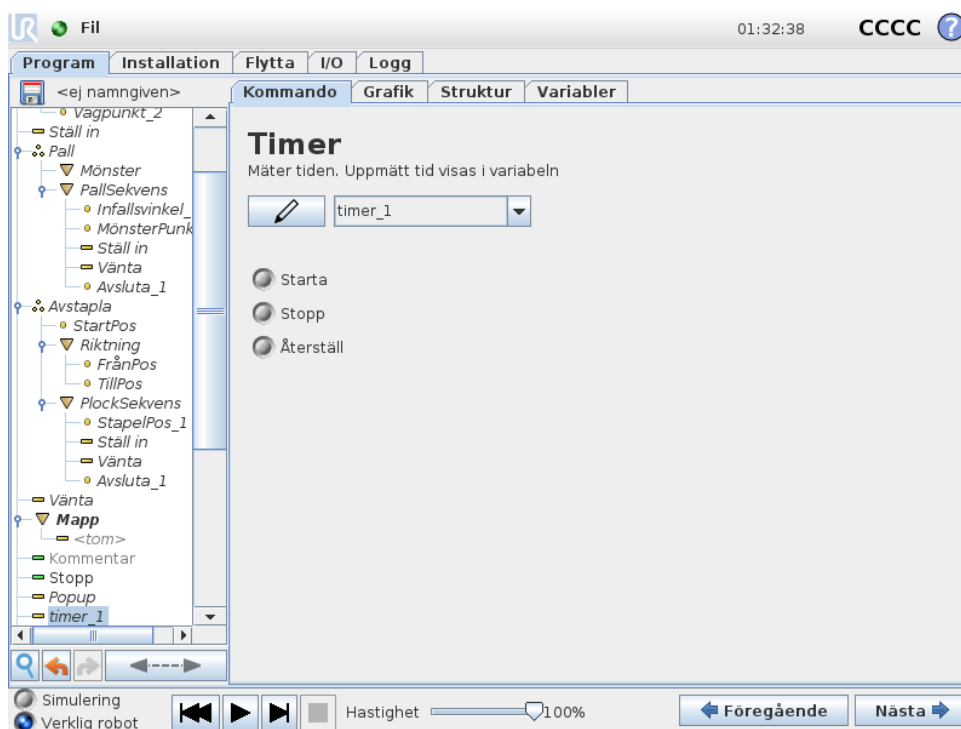 UR Fil 01:32:38 CCCC ?
Program Installation Flytta I/O Logg
<ej namngiven>
Kommando Grafik Struktur Variabler
Vägpunkt_2
Ställ in
Pall
Mönster
PallSekvens
Infallsvinkel_
MönsterPunk
Ställ in
Vänta
Avsluta_1
Avstapla
StartPos
Riktning
FrånPos
TillPos
PlockSekvens
StapelPos_1
Ställ in
Vänta
Avsluta_1
Vänta
Mapp
<tom>
Kommentar
Stopp
Popup
timer_1
Timer
Mäter tiden. Uppmätt tid visas i variabeln
timer_1
Starta
Stopp
Återställ
Simulering
Verklig robot
Hastighet 100%
Föregående
Nästa